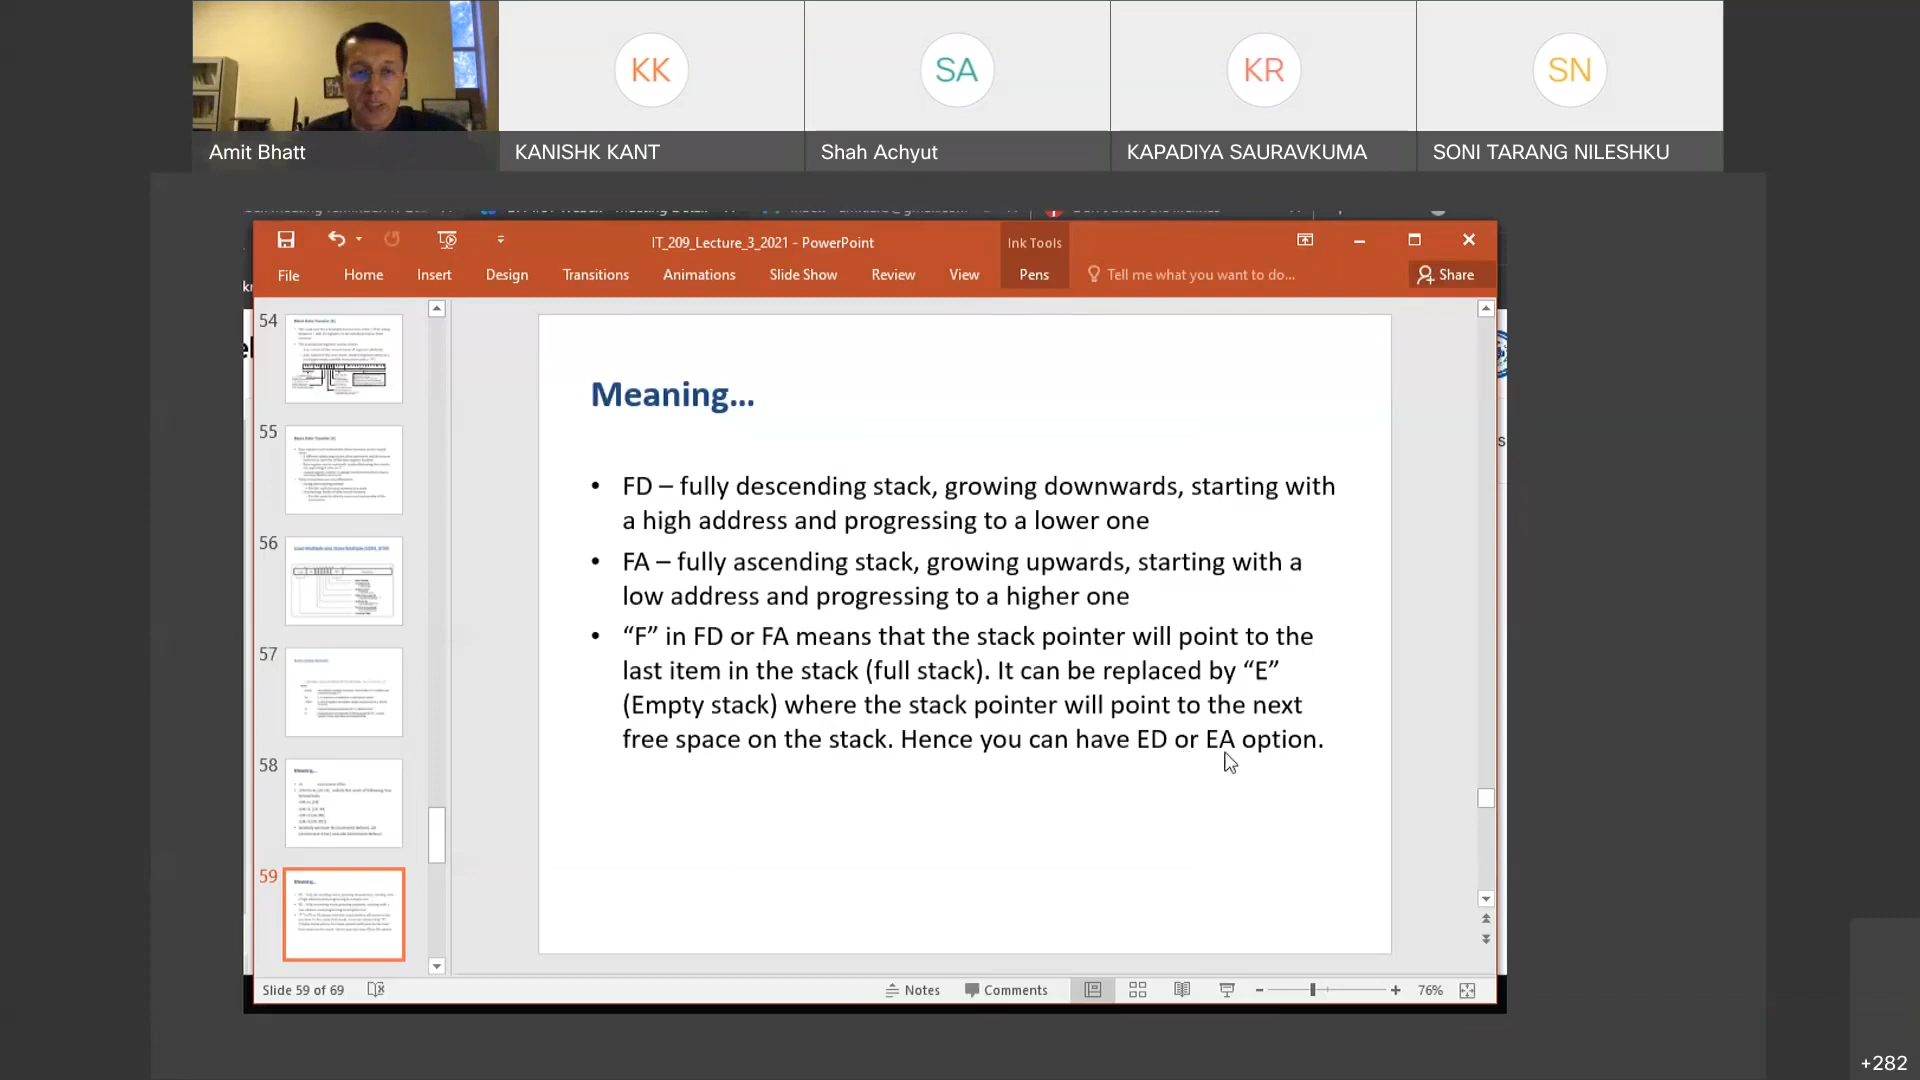 KK
SA
KR
SN
Amit Bhatt
KANISHK KANT
Shah Achyut
KAPADIYA SAURAVKUMA
SONI TARANG NILESHKU
IT_209_Lecture_3_2021 - PowerPoint
Ink Tools
File
Home
Insert
Design
Transitions
Animations
Slide Show
Review
View
Pens
Tell me what you want to do...
Share
54
55
56
57
58
59
Meaning...
• FD – fully descending stack, growing downwards, starting with
a high address and progressing to a lower one
• FA – fully ascending stack, growing upwards, starting with a
low address and progressing to a higher one
• “F” in FD or FA means that the stack pointer will point to the
last item in the stack (full stack). It can be replaced by “E”
(Empty stack) where the stack pointer will point to the next
free space on the stack. Hence you can have ED or EA option.
Slide 59 of 69
Notes
Comments
76%
+282